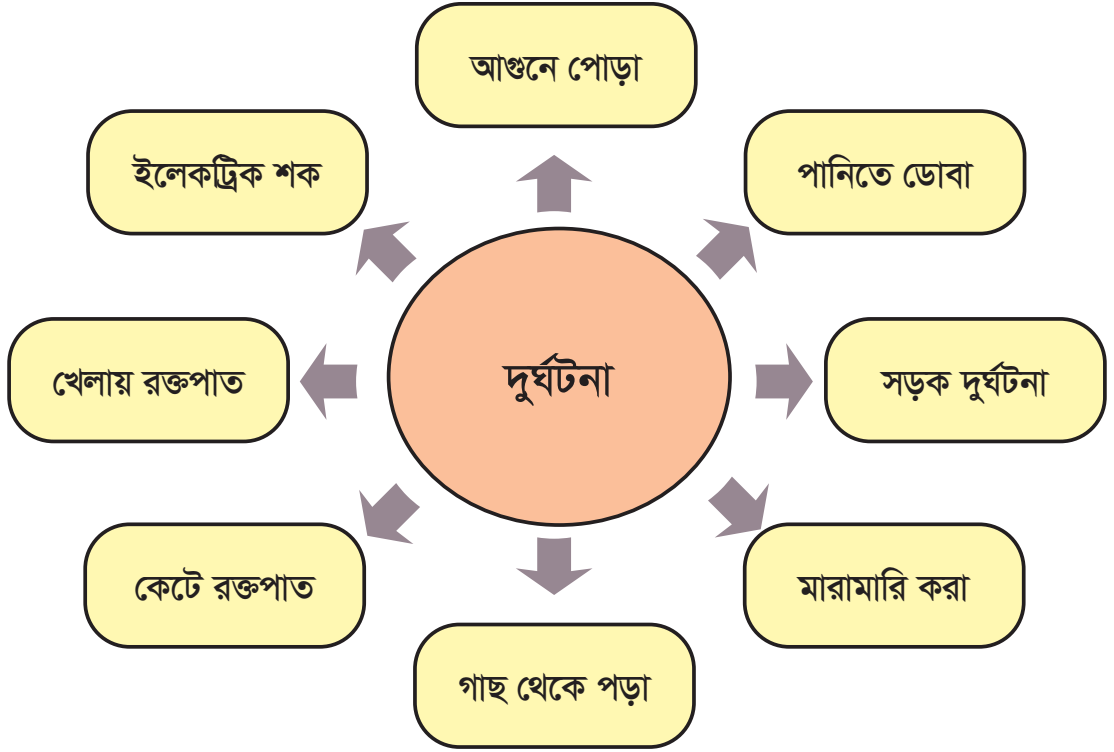 আগুনে পোড়া
ইলেকট্রিক শক
পানিতে ডোবা
খেলায় রক্তপাত
দুর্ঘটনা
সড়ক দুর্ঘটনা
কেটে রক্তপাত
মারামারি করা
গাছ থেকে পড়া